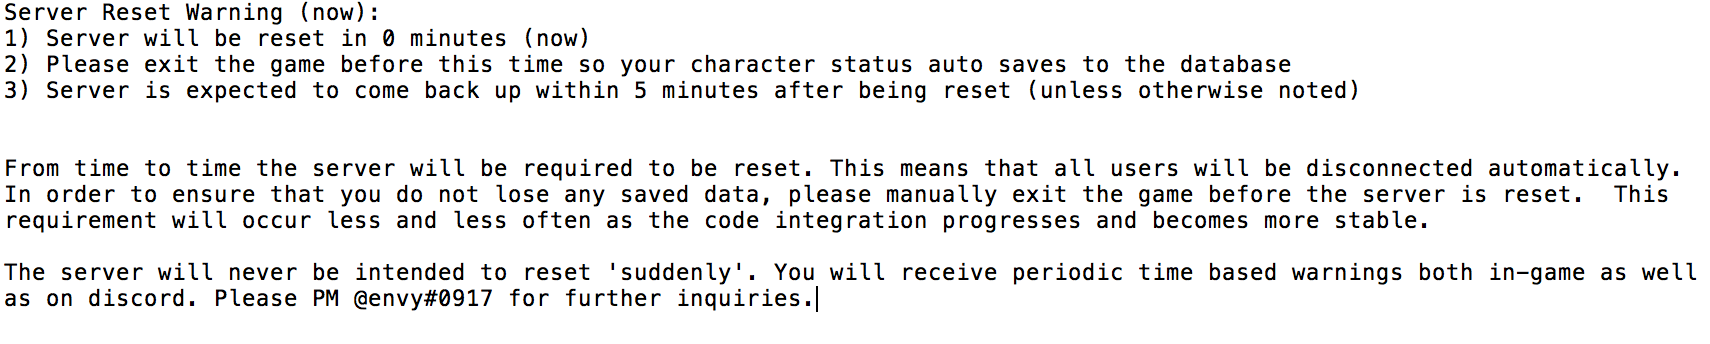 Server Reset Warning (now):
1) Server will be reset in 0 minutes (now)
2) Please exit the game before this time so your character status auto saves to the database
3) Server is expected to come back up within 5 minutes after being reset (unless otherwise noted)
From time to time the server will be required to be reset. This means that all users will be disconnected automatically.
In order to ensure that you do not lose any saved data, please manually exit the game before the server is reset.  This
requirement will occur less and less often as the code integration progresses and becomes more stable.
The server will never be intended to reset 'suddenly'. You will receive periodic time based warnings both in-game as well
as on discord. Please PM @envy#0917 for further inquiries.